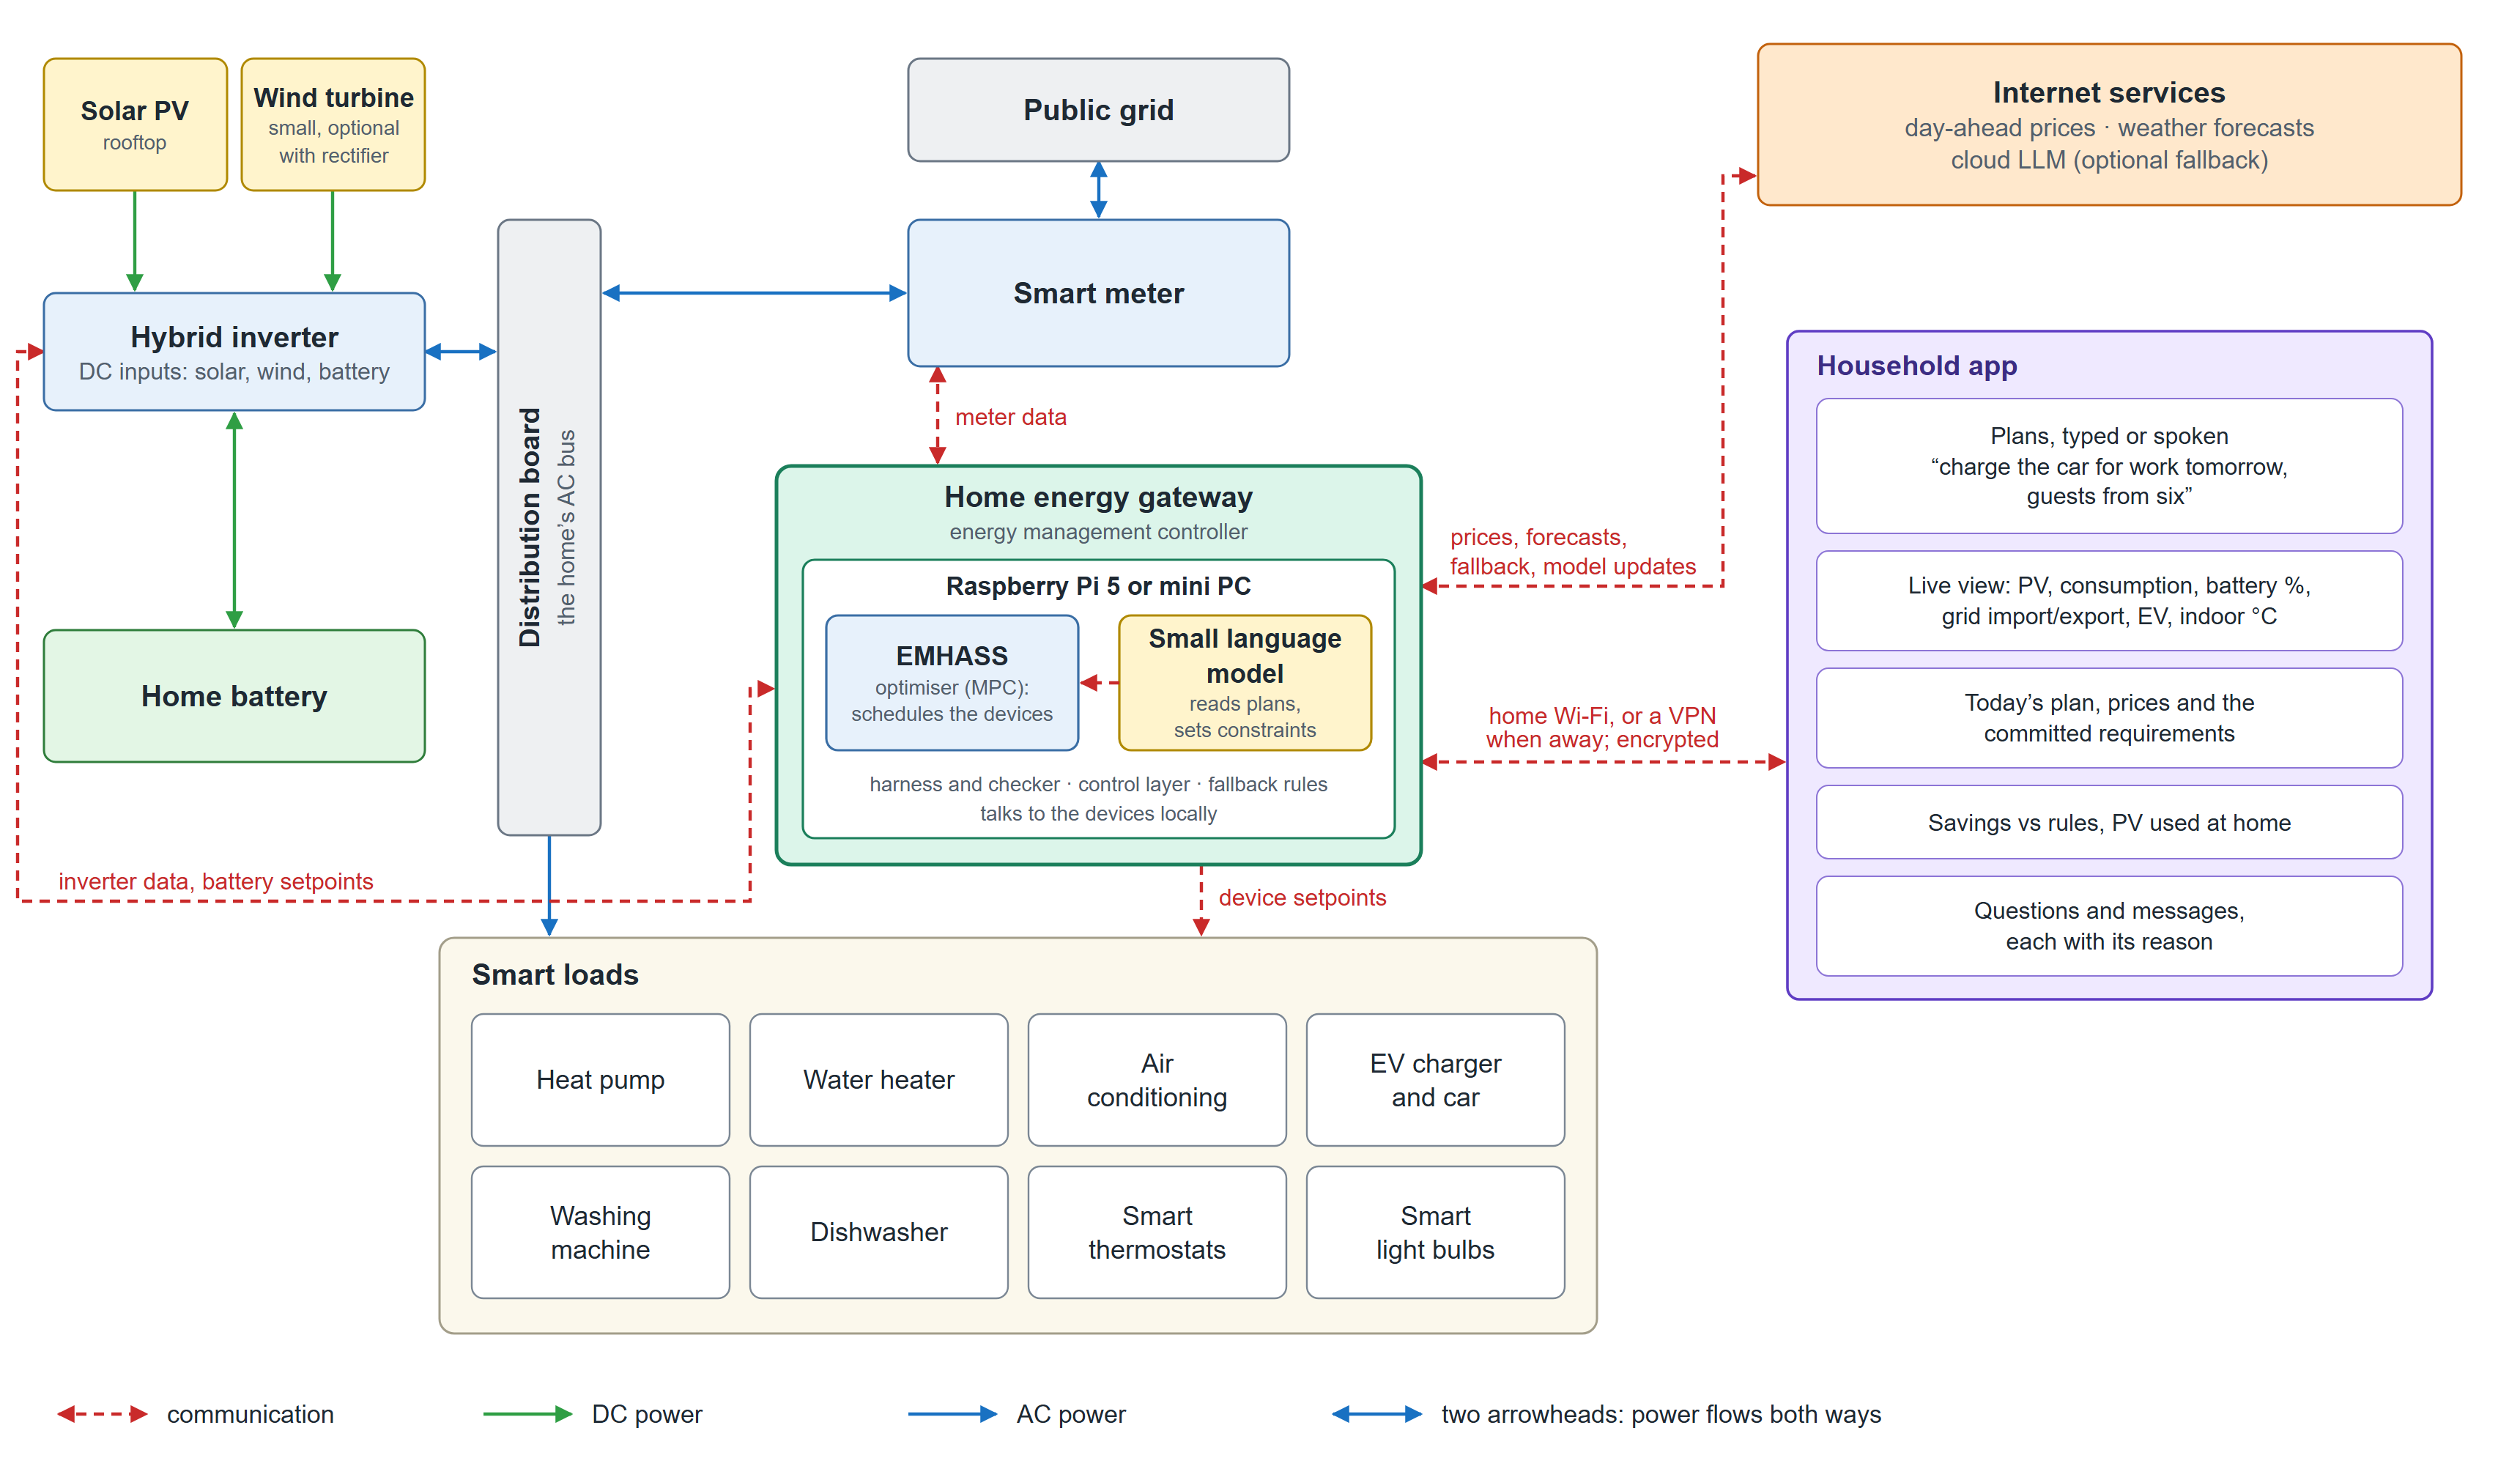 Solar PV
rooftop
Wind turbine
small, optional
with rectifier
Public grid
Internet services
day-ahead prices · weather forecasts
cloud LLM (optional fallback)
Hybrid inverter
DC inputs: solar, wind, battery
Distribution board
the home’s AC bus
Smart meter
meter data
Home battery
inverter data, battery setpoints
Home energy gateway
energy management controller
Raspberry Pi 5 or mini PC
EMHASS
optimiser (MPC):
schedules the devices
Small language
model
reads plans,
sets constraints
harness and checker · control layer · fallback rules
talks to the devices locally
prices, forecasts,
fallback, model updates
home Wi-Fi, or a VPN
when away; encrypted
device setpoints
Household app
Plans, typed or spoken
“charge the car for work tomorrow,
guests from six”
Live view: PV, consumption, battery %,
grid import/export, EV, indoor °C
Today’s plan, prices and the
committed requirements
Savings vs rules, PV used at home
Questions and messages,
each with its reason
Smart loads
Heat pump
Water heater
Air
conditioning
EV charger
and car
Washing
machine
Dishwasher
Smart
thermostats
Smart
light bulbs
communication
DC power
AC power
two arrowheads: power flows both ways